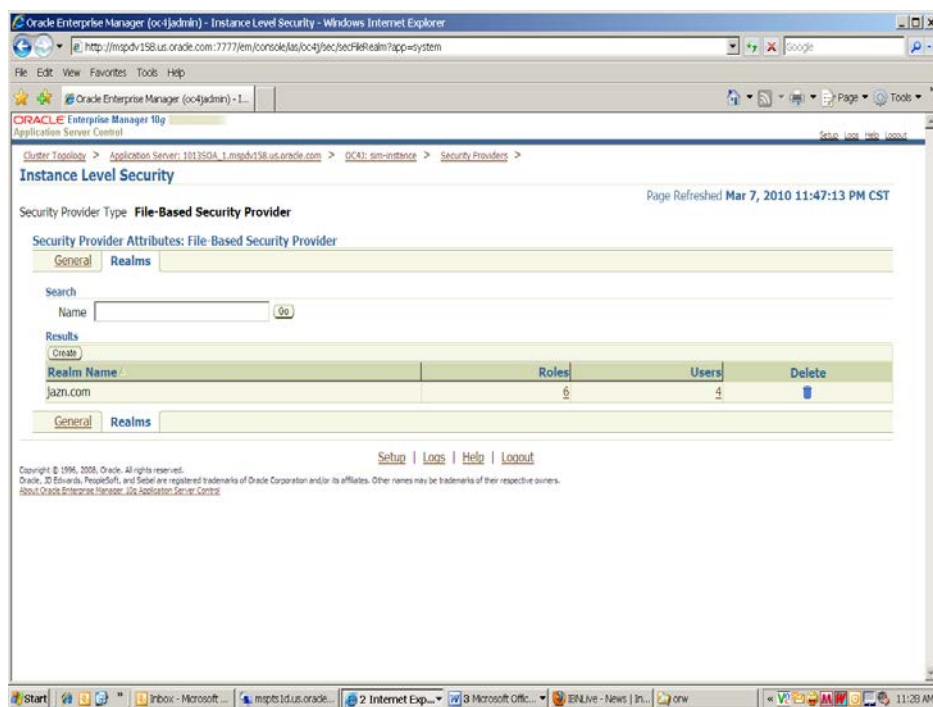 Oracle Enterprise Manager (oc4jadmin) - Instance Level Security - Windows Internet Explorer
http://mspdv158.us.oracle.com:7777/em/console/ias/oc4j/sec/secFileRealm?app=system
Google
File Edit View Favorites Tools Help
Oracle Enterprise Manager (oc4jadmin) - I...
Page Tools
ORACLE Enterprise Manager 10g
Application Server Control
Setup Logs Help Logout
Cluster Topology > Application Server: 1013SOA_1.mspdv158.us.oracle.com > OC4J: sim-instance > Security Providers >
Instance Level Security
Page Refreshed Mar 7, 2010 11:47:13 PM CST
Security Provider Type File-Based Security Provider
Security Provider Attributes: File-Based Security Provider
General Realms
Search
Name Go
Results
Create
Realm Name Roles Users Delete
jazn.com 6 4
General Realms
Setup | Logs | Help | Logout
Copyright © 1996, 2008, Oracle. All rights reserved.
Oracle, JD Edwards, PeopleSoft, and Siebel are registered trademarks of Oracle Corporation and/or its affiliates. Other names may be trademarks of their respective owners.
About Oracle Enterprise Manager 10g Application Server Control
Start Inbox - Microsoft ... mspts1d.us.oracle... 2 Internet Exp... 3 Microsoft Offic... IBNLive - News | In... orw 11:28 AM